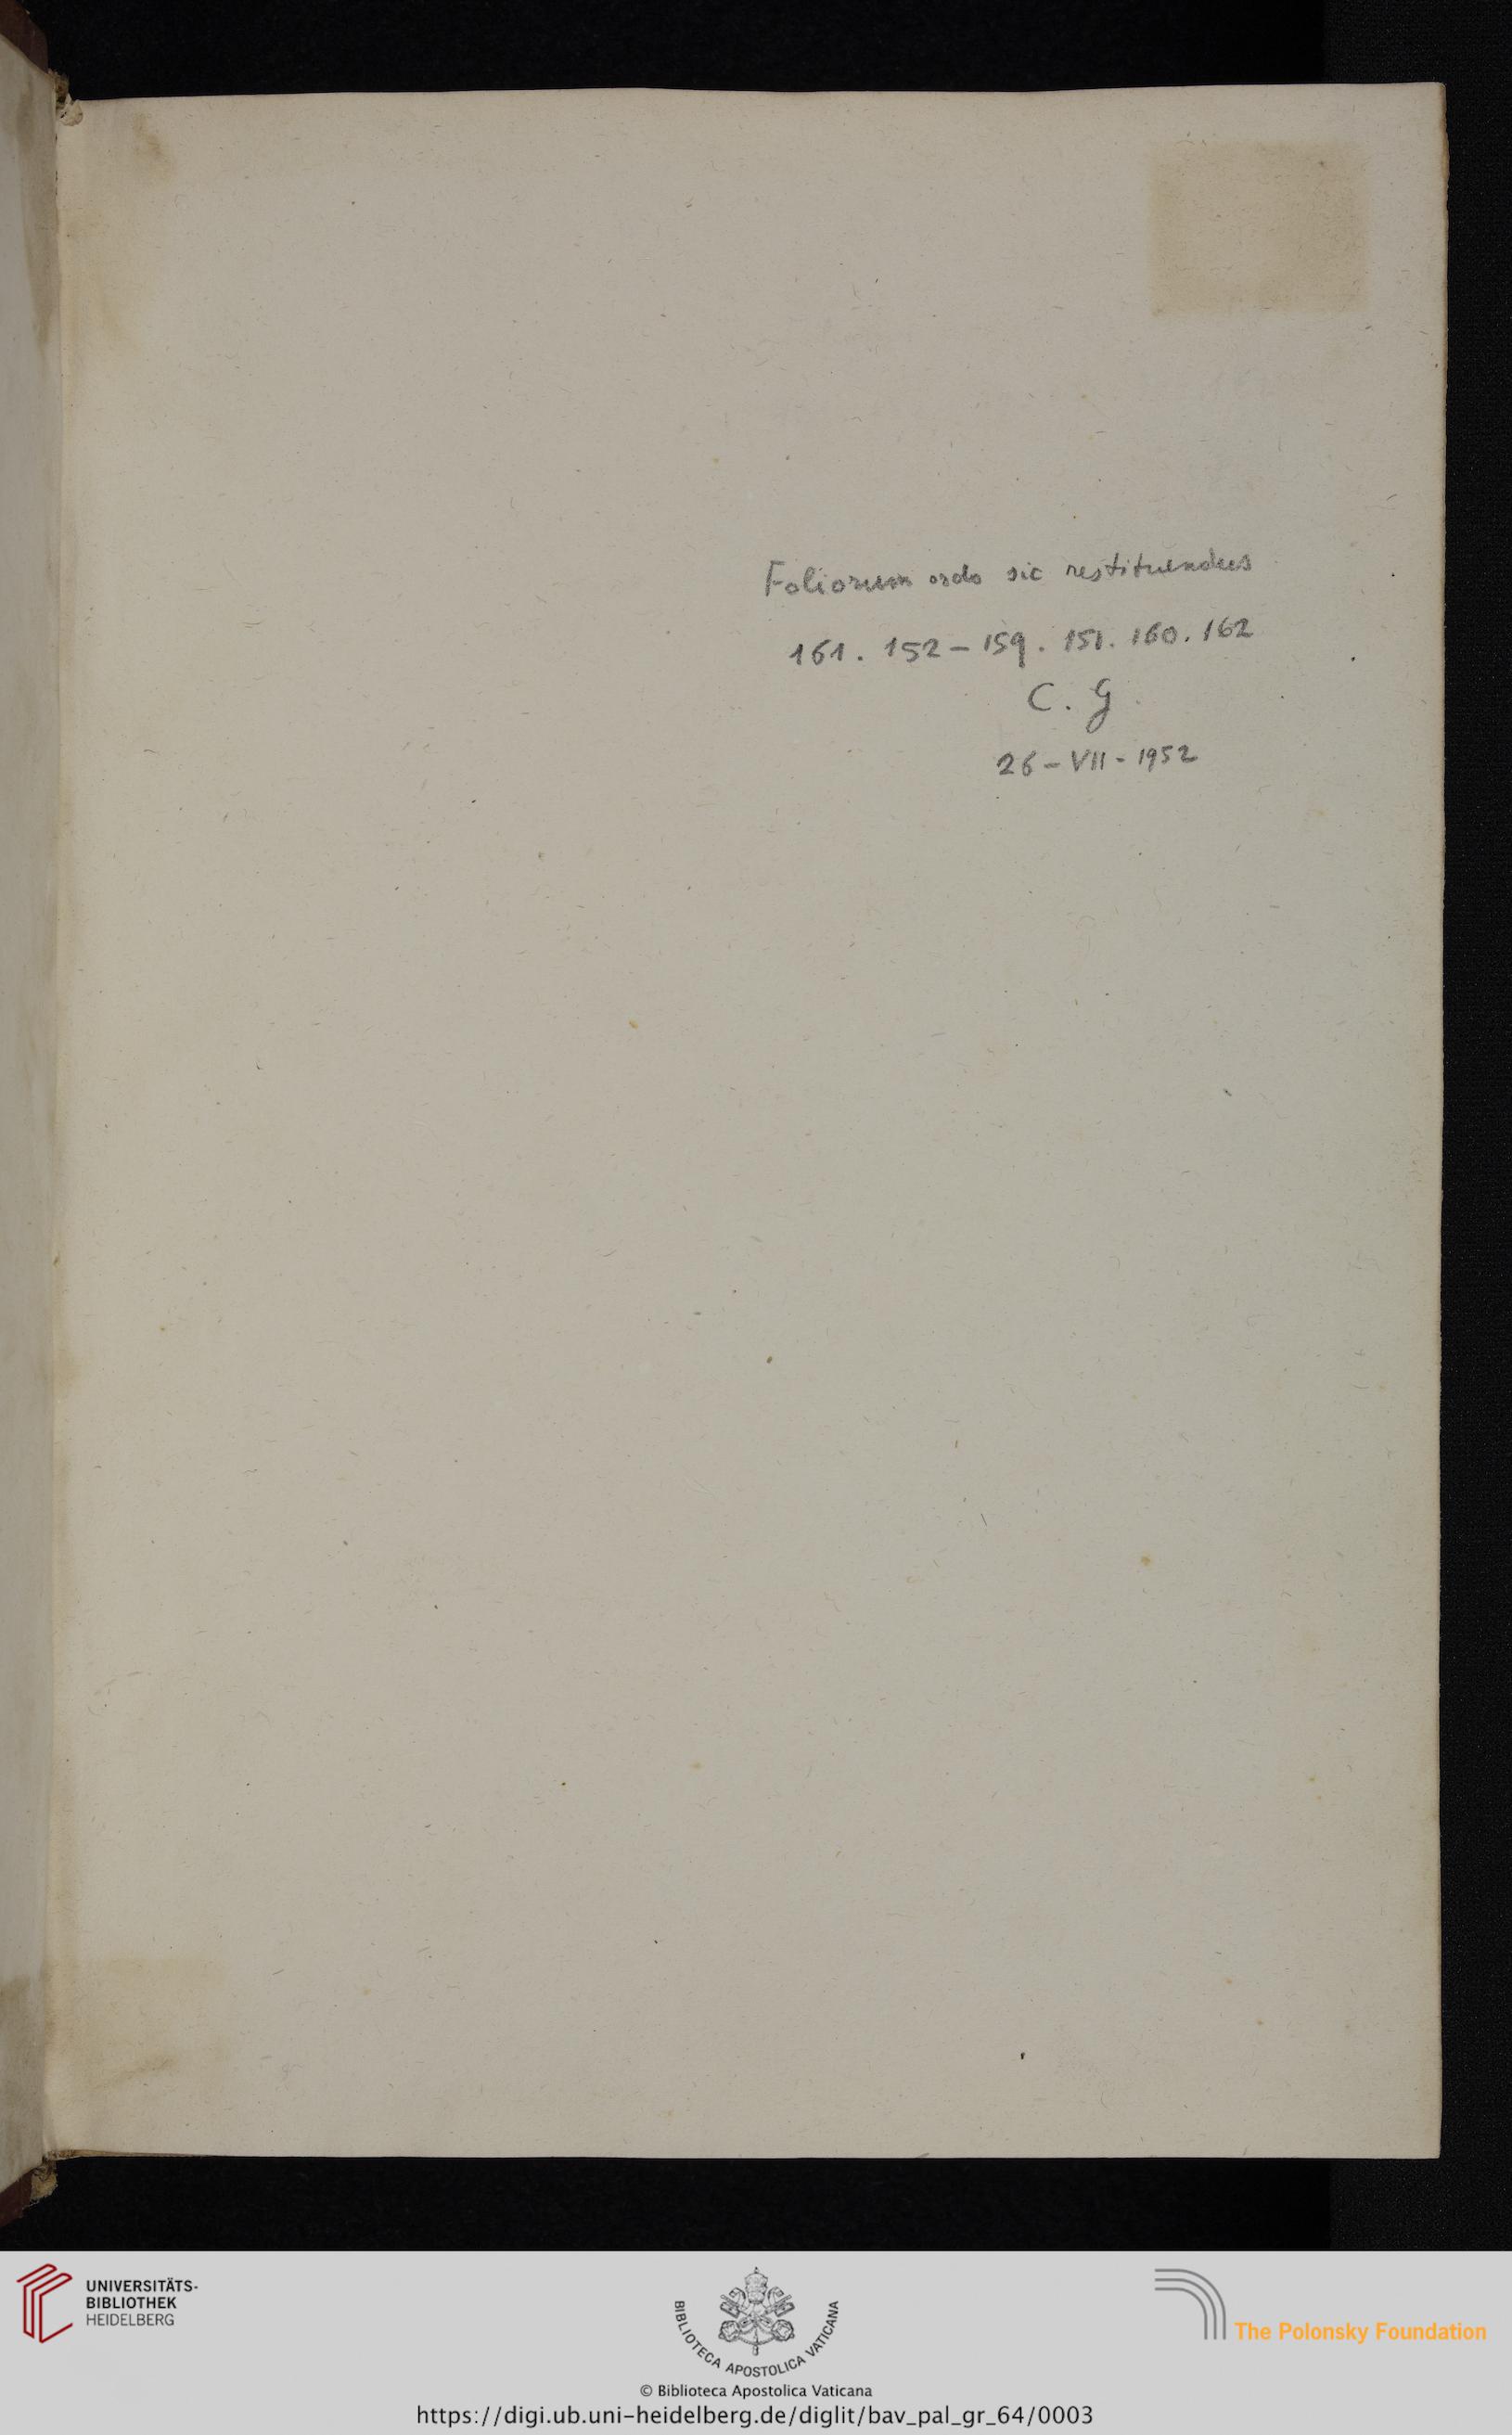 Foliorum ordo sic restituendus
161. 152 – 159. 151. 160. 162
C. G.
26 – VII - 1952
UNIVERSITÄTS-
BIBLIOTHEK
HEIDELBERG
BIBLIOTECA APOSTOLICA VATICANA
The Polonsky Foundation
© Biblioteca Apostolica Vaticana
https://digi.ub.uni-heidelberg.de/diglit/bav_pal_gr_64/0003